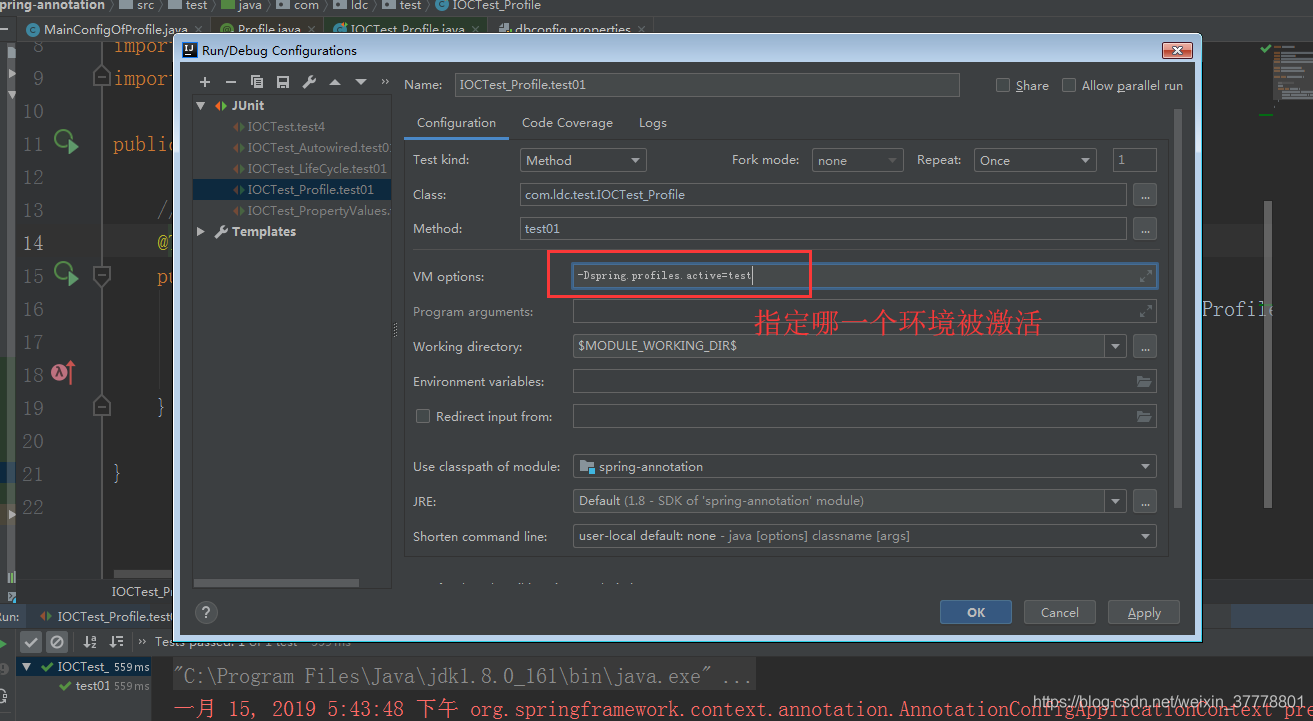 pring-annotation src test java com ldc test IOCTest_Profile
MainConfigOfProfile.java Profile.java IOCTest_Profile.java dbconfig.properties
Run/Debug Configurations
8 impor
9 impor
10
11 public
12
13 //
14 @
15 pu
16
17
18
19 }
20
21 }
22
Profile
JUnit
IOCTest.test4
IOCTest_Autowired.test0
IOCTest_LifeCycle.test01
IOCTest_Profile.test01
IOCTest_PropertyValues.
Templates
Name: IOCTest_Profile.test01 Share Allow parallel run
Configuration Code Coverage Logs
Test kind: Method Fork mode: none Repeat: Once 1
Class: com.ldc.test.IOCTest_Profile ...
Method: test01 ...
VM options: -Dspring.profiles.active=test
Program arguments:
指定哪一个环境被激活
Working directory: $MODULE_WORKING_DIR$ ...
Environment variables:
Redirect input from:
Use classpath of module: spring-annotation
JRE: Default (1.8 - SDK of 'spring-annotation' module) ...
Shorten command line: user-local default: none - java [options] classname [args]
? OK Cancel Apply
IOCTest_Pr
un: IOCTest_Profile.test
Tests passed: 1 of 1 test - 559 ms
IOCTest_ 559 ms
test01 559 ms
"C:\Program Files\Java\jdk1.8.0_161\bin\java.exe" ...
一月 15, 2019 5:43:48 下午 org.springframework.context.annotation.AnnotationConfigApplicationContext pre
https://blog.csdn.net/weixin_37778801